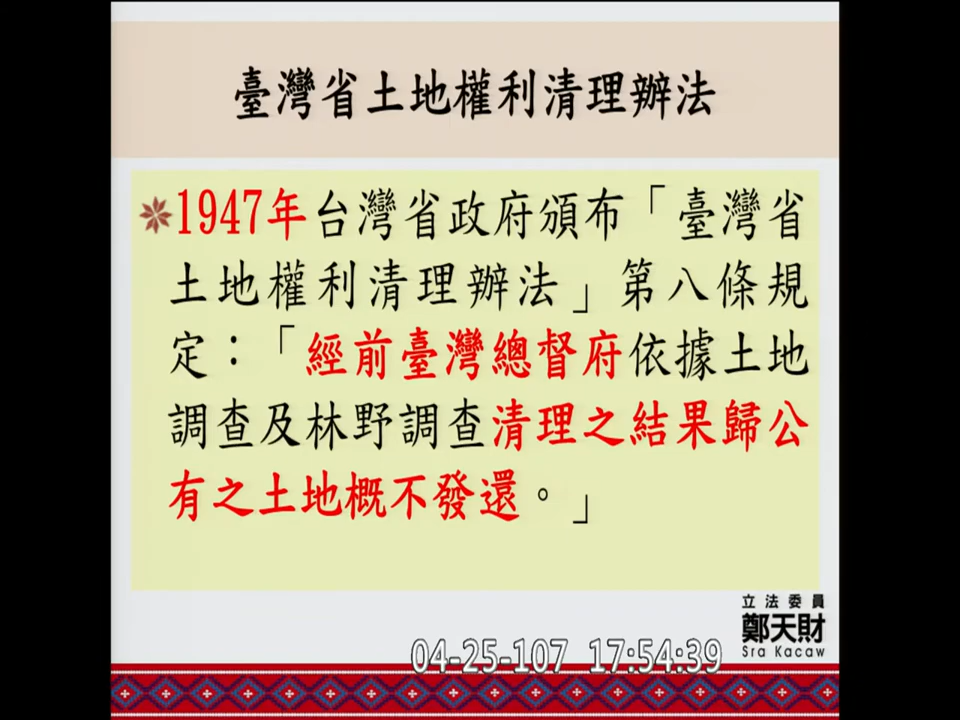 臺灣省土地權利清理辦法
1947年台灣省政府頒布「臺灣省
土地權利清理辦法」第八條規
定：「經前臺灣總督府依據土地
調查及林野調查清理之結果歸公
有之土地概不發還。」
立法委員
鄭天財
Sra Kacaw
04-25-107 17:54:39